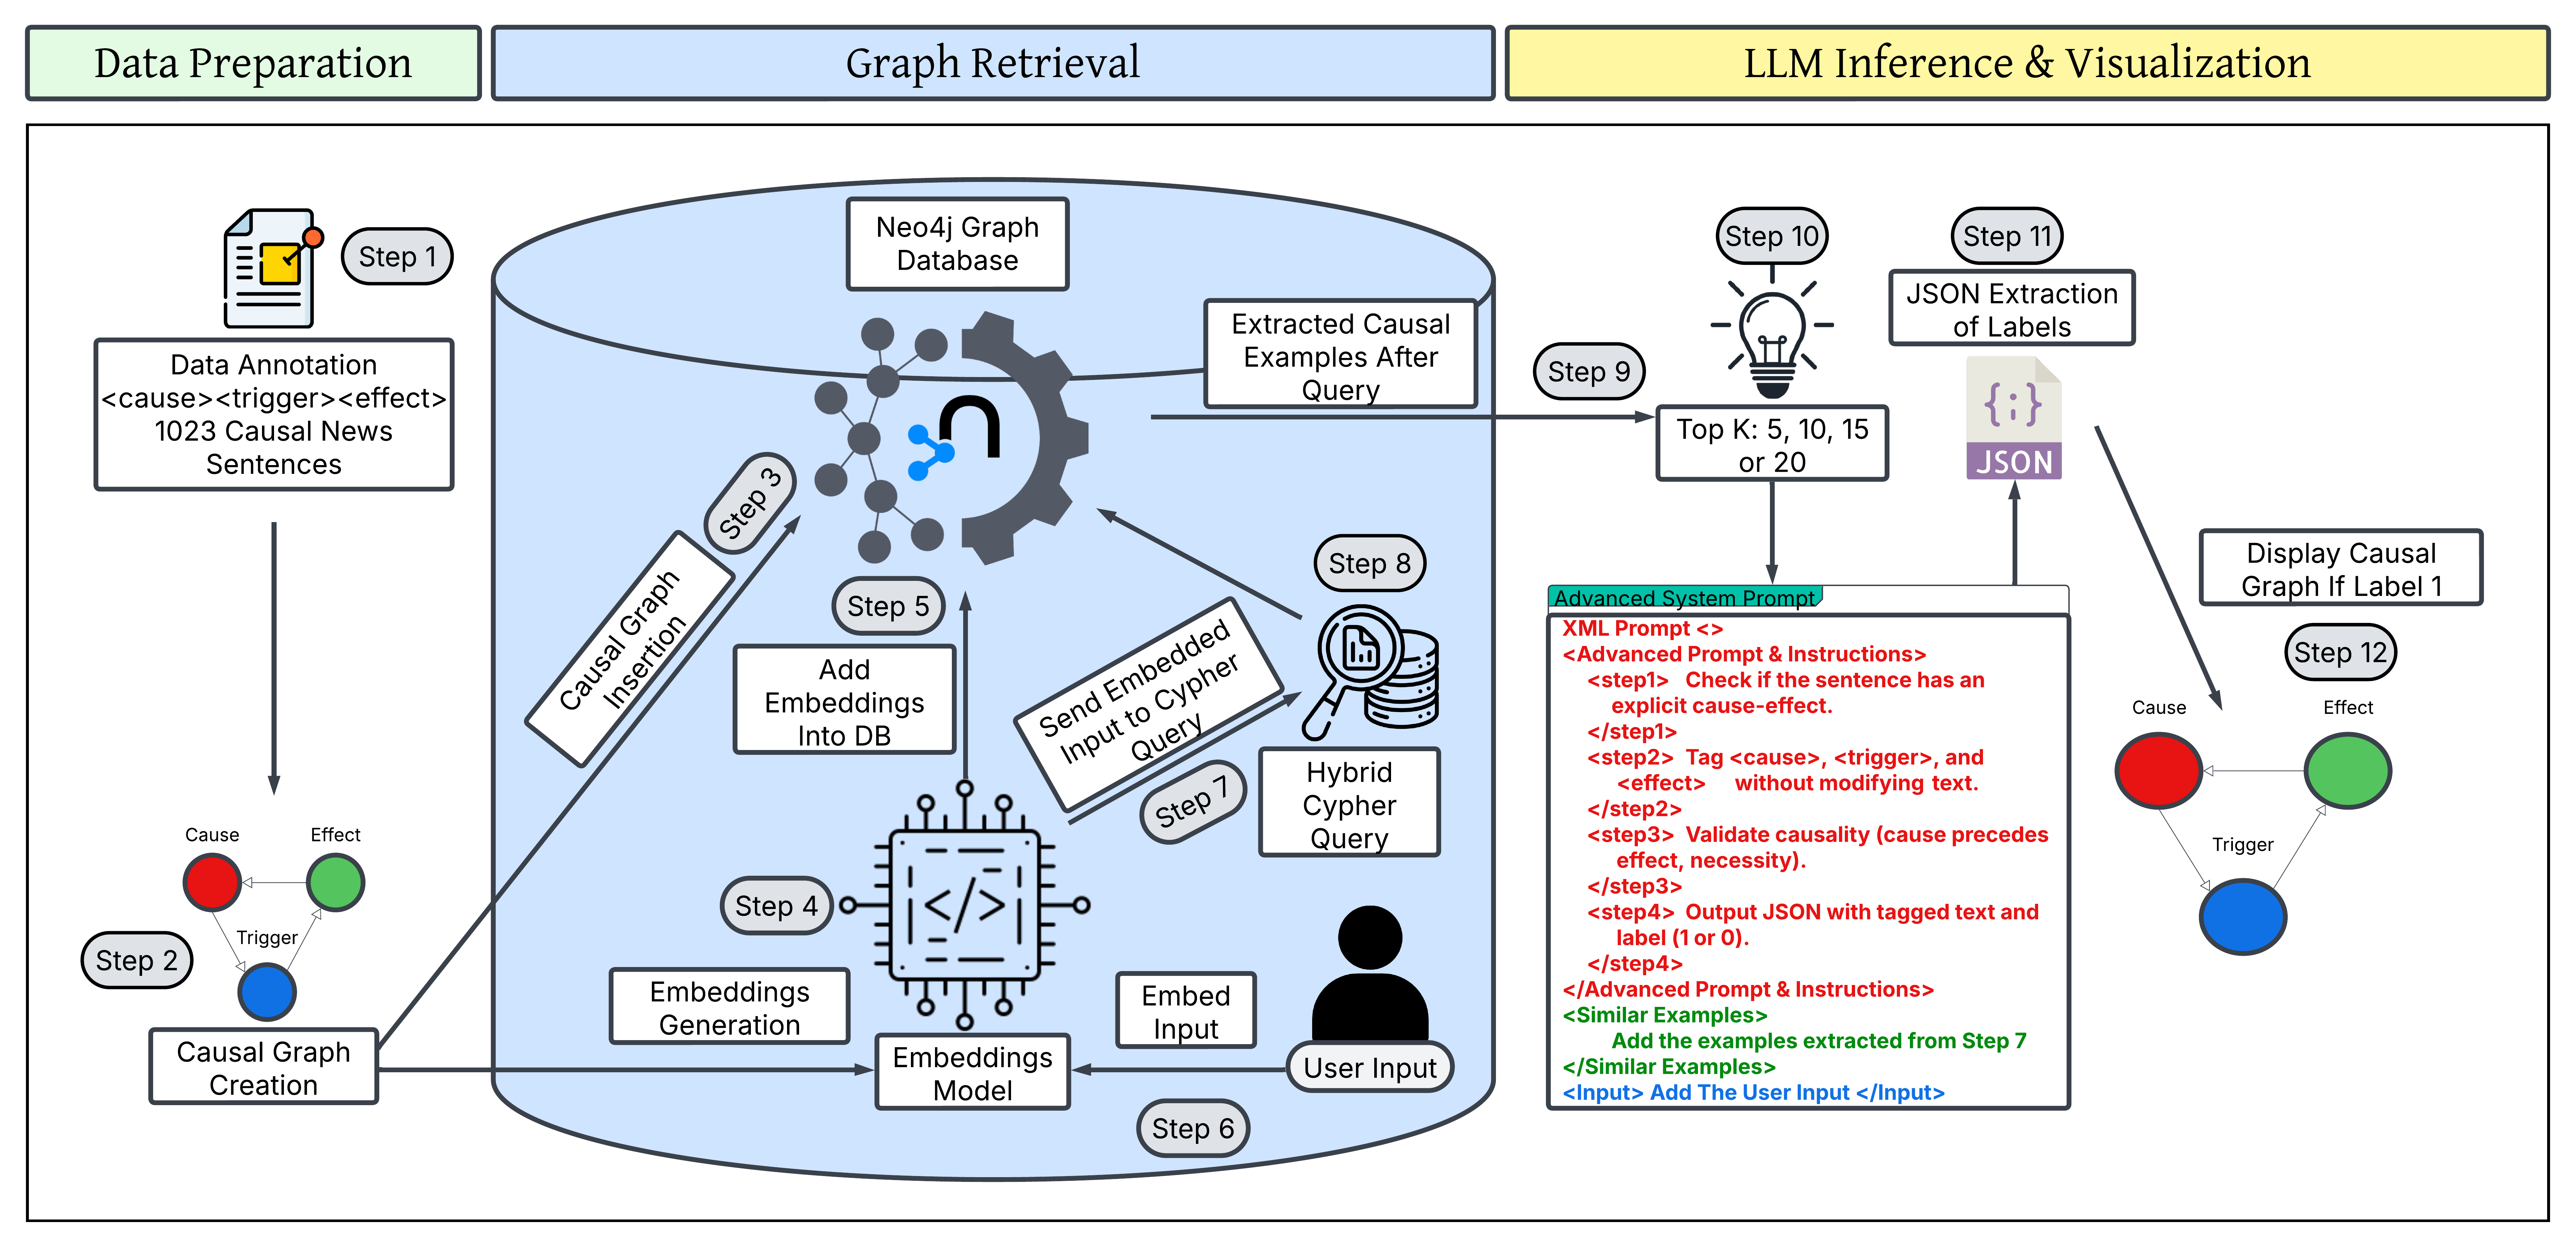 Data Preparation
Graph Retrieval
LLM Inference & Visualization
Step 1
Data Annotation
<cause><trigger><effect>
1023 Causal News
Sentences
Cause
Effect
Trigger
Step 2
Causal Graph
Creation
Neo4j Graph
Database
Step 3
Causal Graph
Insertion
Step 5
Add
Embeddings
Into DB
Step 4
Embeddings
Generation
Embeddings
Model
Embed
Input
User Input
Step 6
Send Embedded
Input to Cypher
Query
Step 7
Step 8
Hybrid
Cypher
Query
Extracted Causal
Examples After
Query
Step 9
Step 10
Top K: 5, 10, 15
or 20
Step 11
JSON Extraction
of Labels
{;}
JSON
Advanced System Prompt
XML Prompt <>
<Advanced Prompt & Instructions>
<step1> Check if the sentence has an
explicit cause-effect.
</step1>
<step2> Tag <cause>, <trigger>, and
<effect> without modifying text.
</step2>
<step3> Validate causality (cause precedes
effect, necessity).
</step3>
<step4> Output JSON with tagged text and
label (1 or 0).
</step4>
</Advanced Prompt & Instructions>
<Similar Examples>
Add the examples extracted from Step 7
</Similar Examples>
<Input> Add The User Input </Input>
Display Causal
Graph If Label 1
Step 12
Cause
Effect
Trigger